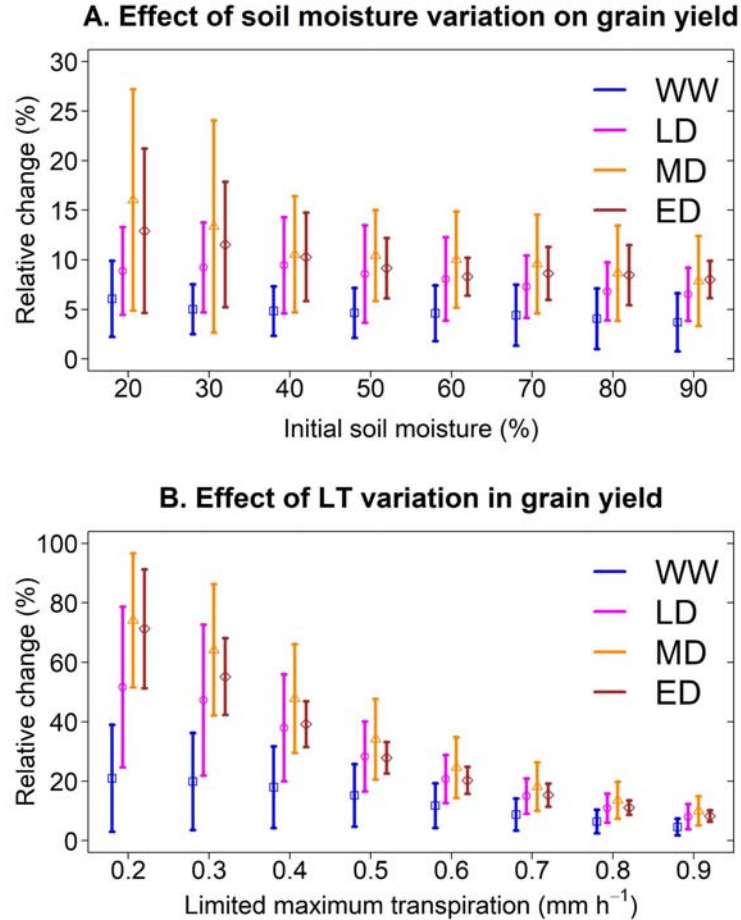 A. Effect of soil moisture variation on grain yield
30
25
20
15
10
5
0
Relative change (%)
WW
LD
MD
ED
20 30 40 50 60 70 80 90
Initial soil moisture (%)
B. Effect of LT variation in grain yield
100
80
60
40
20
0
Relative change (%)
WW
LD
MD
ED
0.2 0.3 0.4 0.5 0.6 0.7 0.8 0.9
Limited maximum transpiration (mm h⁻¹)